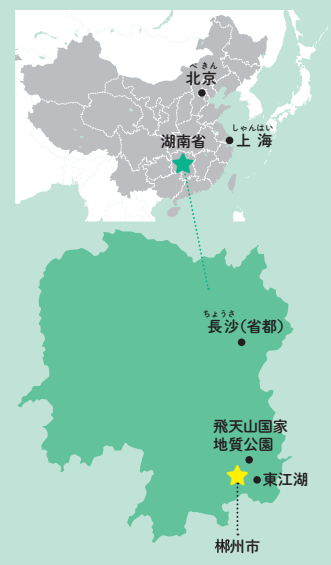 ぺきん
北京
しゃんはい
上海
湖南省
ちょうさ
長沙（省都）
飛天山国家
地質公園
東江湖
郴州市